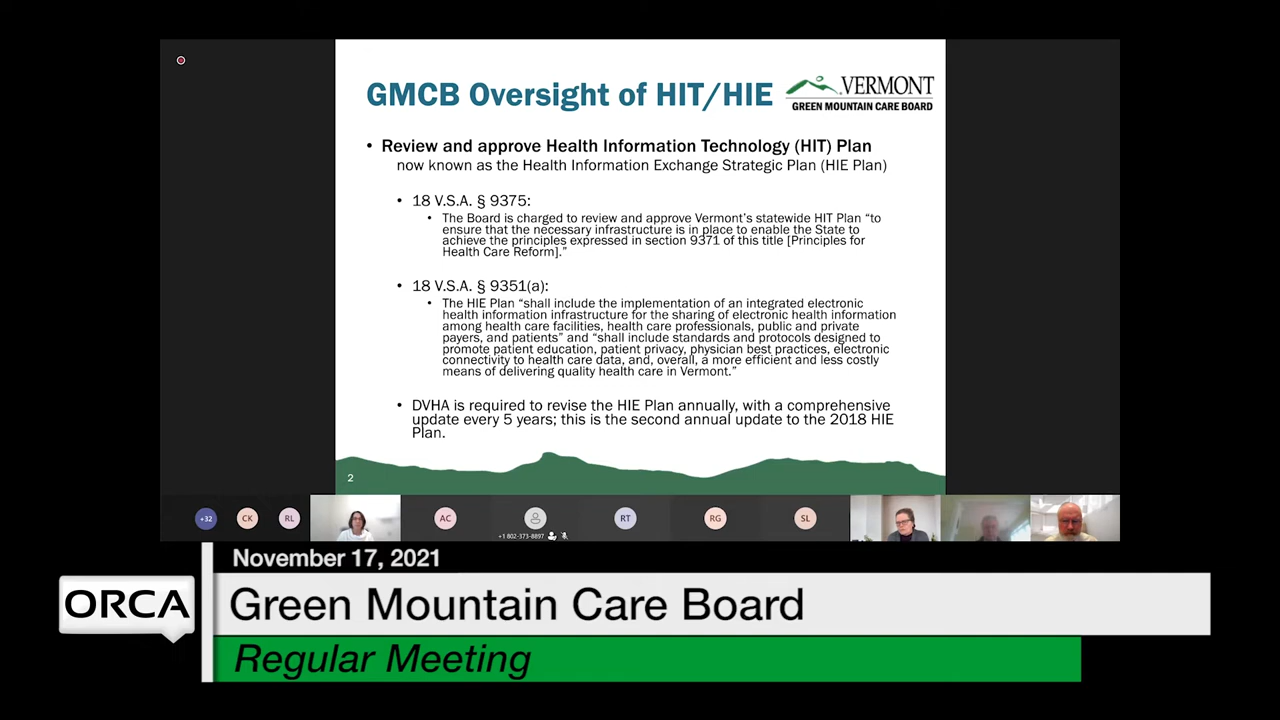 GMCB Oversight of HIT/HIE
VERMONT
GREEN MOUNTAIN CARE BOARD
• Review and approve Health Information Technology (HIT) Plan
now known as the Health Information Exchange Strategic Plan (HIE Plan)
• 18 V.S.A. § 9375:
• The Board is charged to review and approve Vermont's statewide HIT Plan "to
ensure that the necessary infrastructure is in place to enable the State to
achieve the principles expressed in section 9371 of this title [Principles for
Health Care Reform]."
• 18 V.S.A. § 9351(a):
• The HIE Plan "shall include the implementation of an integrated electronic
health information infrastructure for the sharing of electronic health information
among health care facilities, health care professionals, public and private
payers, and patients" and "shall include standards and protocols designed to
promote patient education, patient privacy, physician best practices, electronic
connectivity to health care data, and, overall, a more efficient and less costly
means of delivering quality health care in Vermont."
• DVHA is required to revise the HIE Plan annually, with a comprehensive
update every 5 years; this is the second annual update to the 2018 HIE
Plan.
2
+32 CK RL AC RT RG SL
+1 802-373-8897
November 17, 2021
ORCA
Green Mountain Care Board
Regular Meeting